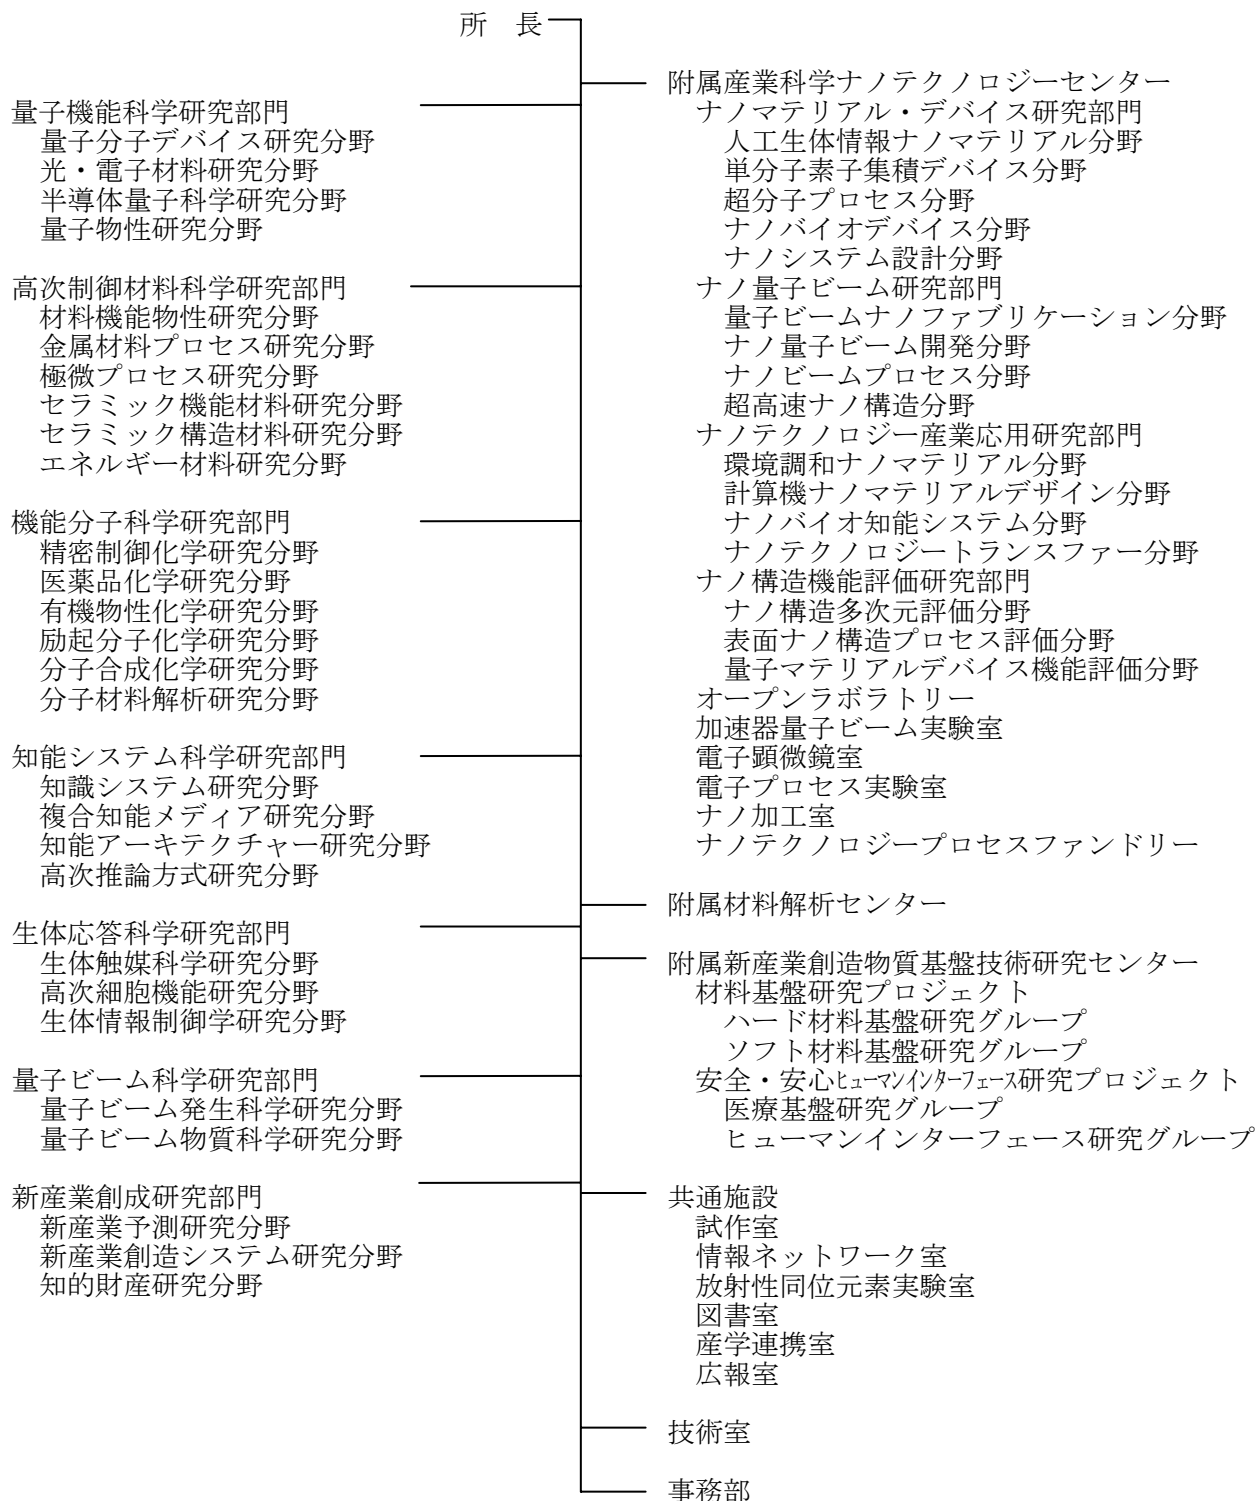 所 長
量子機能科学研究部門
量子分子デバイス研究分野
光・電子材料研究分野
半導体量子科学研究分野
量子物性研究分野
高次制御材料科学研究部門
材料機能物性研究分野
金属材料プロセス研究分野
極微プロセス研究分野
セラミック機能材料研究分野
セラミック構造材料研究分野
エネルギー材料研究分野
機能分子科学研究部門
精密制御化学研究分野
医薬品化学研究分野
有機物性化学研究分野
励起分子化学研究分野
分子合成化学研究分野
分子材料解析研究分野
知能システム科学研究部門
知識システム研究分野
複合知能メディア研究分野
知能アーキテクチャー研究分野
高次推論方式研究分野
生体応答科学研究部門
生体触媒科学研究分野
高次細胞機能研究分野
生体情報制御学研究分野
量子ビーム科学研究部門
量子ビーム発生科学研究分野
量子ビーム物質科学研究分野
新産業創成研究部門
新産業予測研究分野
新産業創造システム研究分野
知的財産研究分野
附属産業科学ナノテクノロジーセンター
ナノマテリアル・デバイス研究部門
人工生体情報ナノマテリアル分野
単分子素子集積デバイス分野
超分子プロセス分野
ナノバイオデバイス分野
ナノシステム設計分野
ナノ量子ビーム研究部門
量子ビームナノファブリケーション分野
ナノ量子ビーム開発分野
ナノビームプロセス分野
超高速ナノ構造分野
ナノテクノロジー産業応用研究部門
環境調和ナノマテリアル分野
計算機ナノマテリアルデザイン分野
ナノバイオ知能システム分野
ナノテクノロジートランスファー分野
ナノ構造機能評価研究部門
ナノ構造多次元評価分野
表面ナノ構造プロセス評価分野
量子マテリアルデバイス機能評価分野
オープンラボラトリー
加速器量子ビーム実験室
電子顕微鏡室
電子プロセス実験室
ナノ加工室
ナノテクノロジープロセスファンドリー
附属材料解析センター
附属新産業創造物質基盤技術研究センター
材料基盤研究プロジェクト
ハード材料基盤研究グループ
ソフト材料基盤研究グループ
安全・安心ﾋｭｰﾏﾝｲﾝﾀｰﾌｪｰｽ研究プロジェクト
医療基盤研究グループ
ヒューマンインターフェース研究グループ
共通施設
試作室
情報ネットワーク室
放射性同位元素実験室
図書室
産学連携室
広報室
技術室
事務部